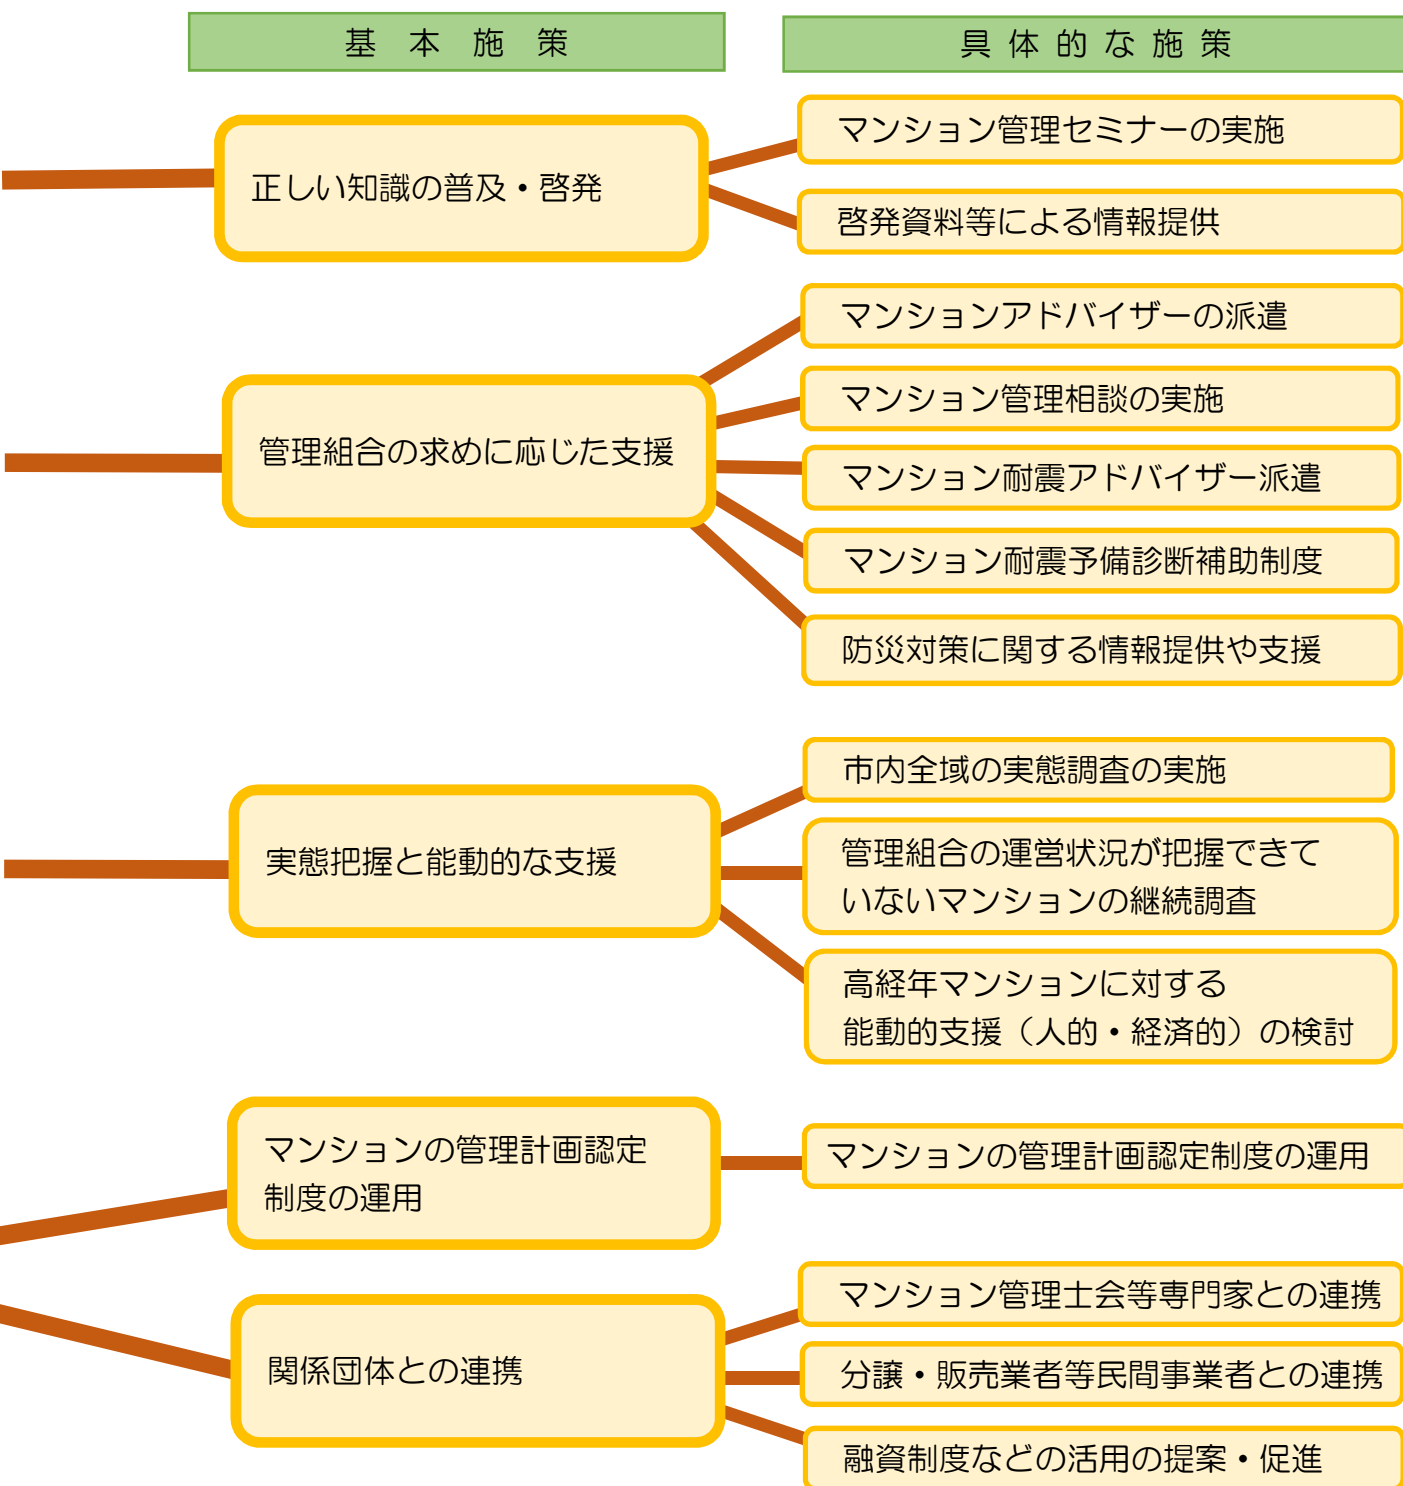 基本施策
具体的な施策
正しい知識の普及・啓発
マンション管理セミナーの実施
啓発資料等による情報提供
管理組合の求めに応じた支援
マンションアドバイザーの派遣
マンション管理相談の実施
マンション耐震アドバイザー派遣
マンション耐震予備診断補助制度
防災対策に関する情報提供や支援
実態把握と能動的な支援
市内全域の実態調査の実施
管理組合の運営状況が把握できて
いないマンションの継続調査
高経年マンションに対する
能動的支援（人的・経済的）の検討
マンションの管理計画認定
制度の運用
マンションの管理計画認定制度の運用
関係団体との連携
マンション管理士会等専門家との連携
分譲・販売業者等民間事業者との連携
融資制度などの活用の提案・促進